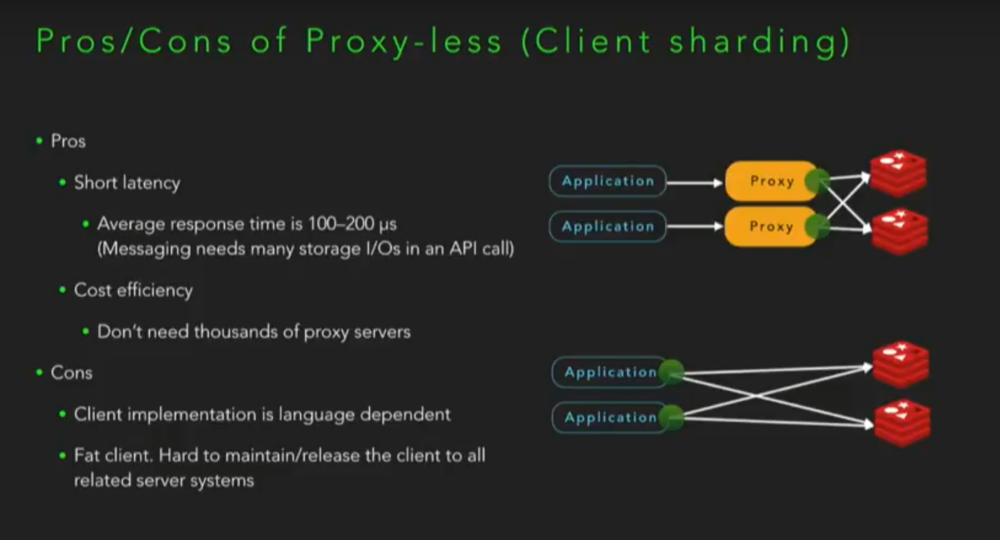 Pros/Cons of Proxy-less (Client sharding)
• Pros
• Short latency
• Average response time is 100–200 µs
(Messaging needs many storage I/Os in an API call)
• Cost efficiency
• Don't need thousands of proxy servers
• Cons
• Client implementation is language dependent
• Fat client. Hard to maintain/release the client to all
related server systems
Application
Proxy
Application
Proxy
Application
Application